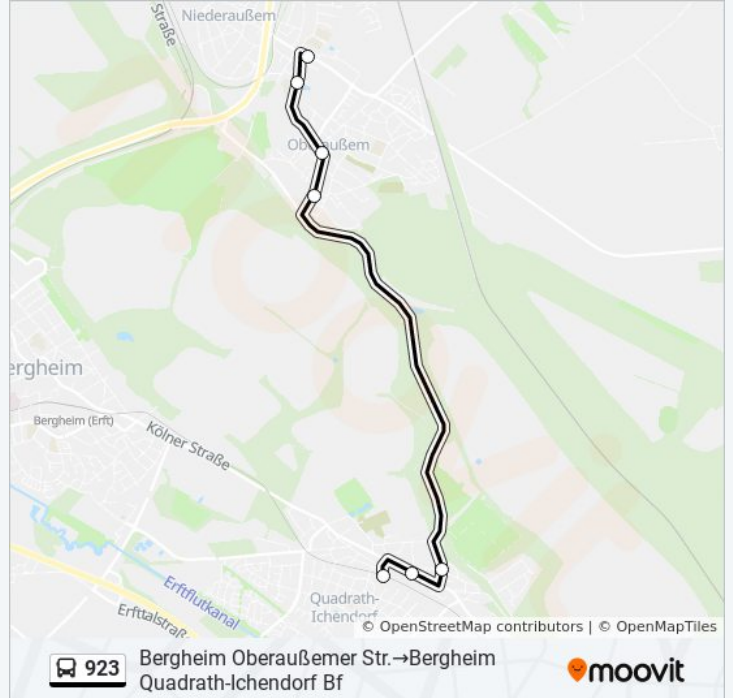 Niederaußem
Straße
Oberaußem
ergheim
Bergheim (Erft)
Kölner Straße
Erftflutkanal
Erfttalstraß
Quadrath-
Ichendorf
© OpenStreetMap contributors | © OpenMapTiles
923
Bergheim Oberaußemer Str.→Bergheim
Quadrath-Ichendorf Bf
moovit